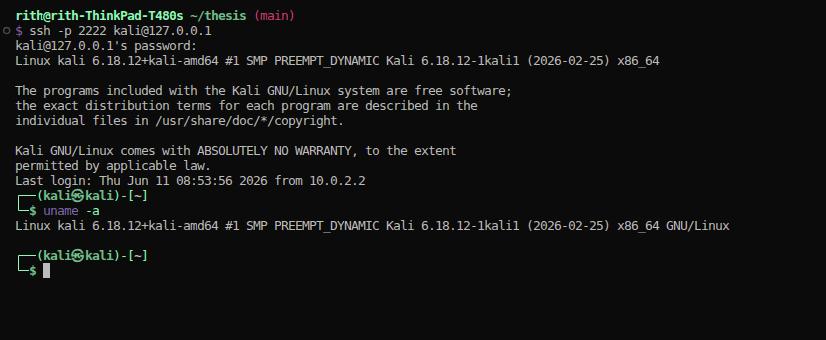 rith@rith-ThinkPad-T480s ~/thesis (main)
$ ssh -p 2222 kali@127.0.0.1
kali@127.0.0.1's password:
Linux kali 6.18.12+kali-amd64 #1 SMP PREEMPT_DYNAMIC Kali 6.18.12-1kali1 (2026-02-25) x86_64

The programs included with the Kali GNU/Linux system are free software;
the exact distribution terms for each program are described in the
individual files in /usr/share/doc/*/copyright.

Kali GNU/Linux comes with ABSOLUTELY NO WARRANTY, to the extent
permitted by applicable law.
Last login: Thu Jun 11 08:53:56 2026 from 10.0.2.2
┌──(kali㉿kali)-[~]
└─$ uname -a
Linux kali 6.18.12+kali-amd64 #1 SMP PREEMPT_DYNAMIC Kali 6.18.12-1kali1 (2026-02-25) x86_64 GNU/Linux

┌──(kali㉿kali)-[~]
└─$